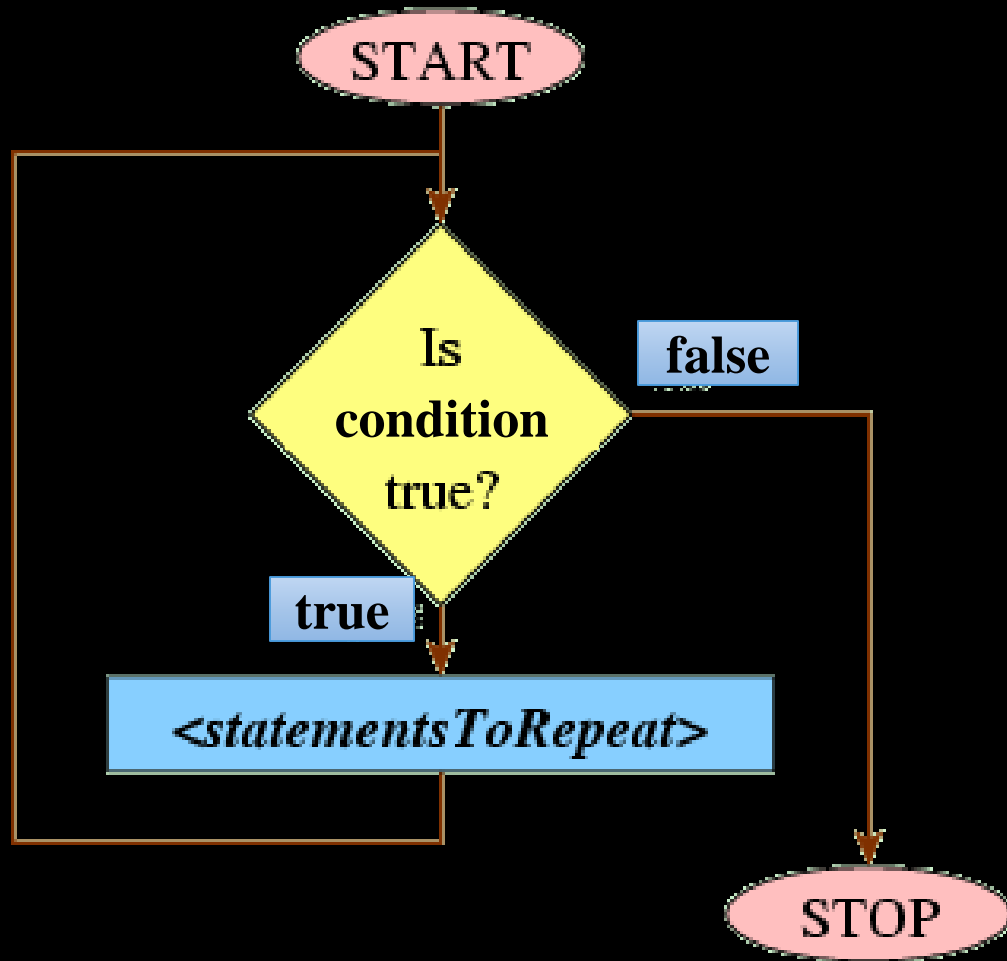 START
Is
condition
true?
false
true
<statementsToRepeat>
STOP